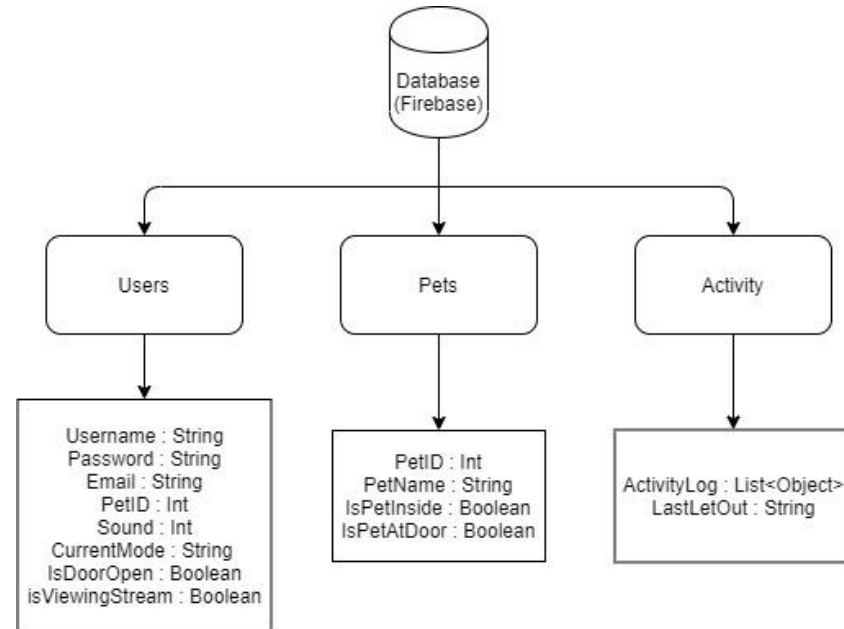 Database
(Firebase)
Users
Pets
Activity
Username : String
Password : String
Email : String
PetID : Int
Sound : Int
CurrentMode : String
IsDoorOpen : Boolean
isViewingStream : Boolean
PetID : Int
PetName : String
IsPetInside : Boolean
IsPetAtDoor : Boolean
ActivityLog : List<Object>
LastLetOut : String